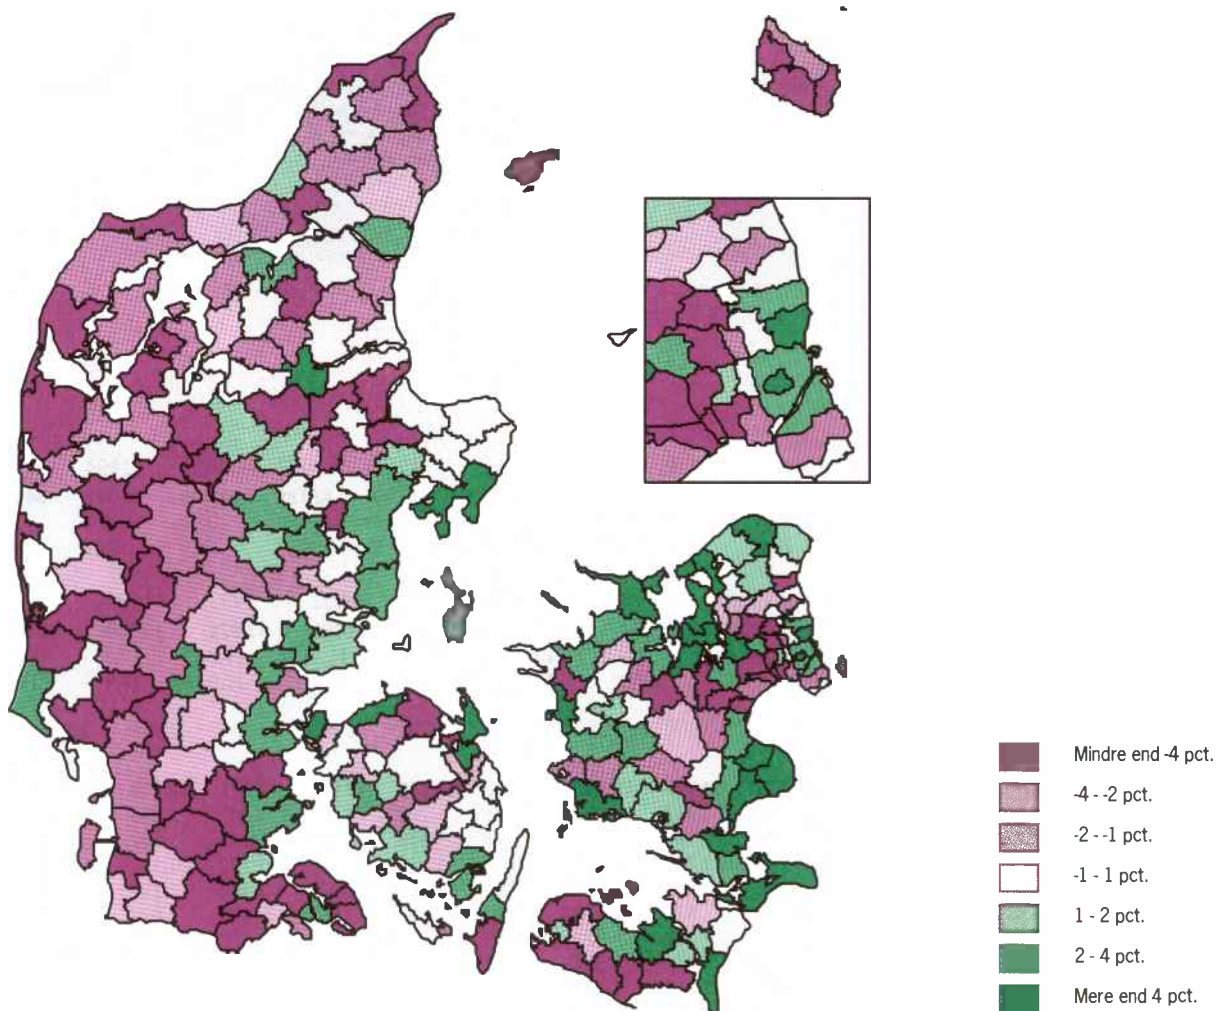 Mindre end -4 pct.
-4 - -2 pct.
-2 - -1 pct.
-1 - 1 pct.
1 - 2 pct.
2 - 4 pct.
Mere end 4 pct.